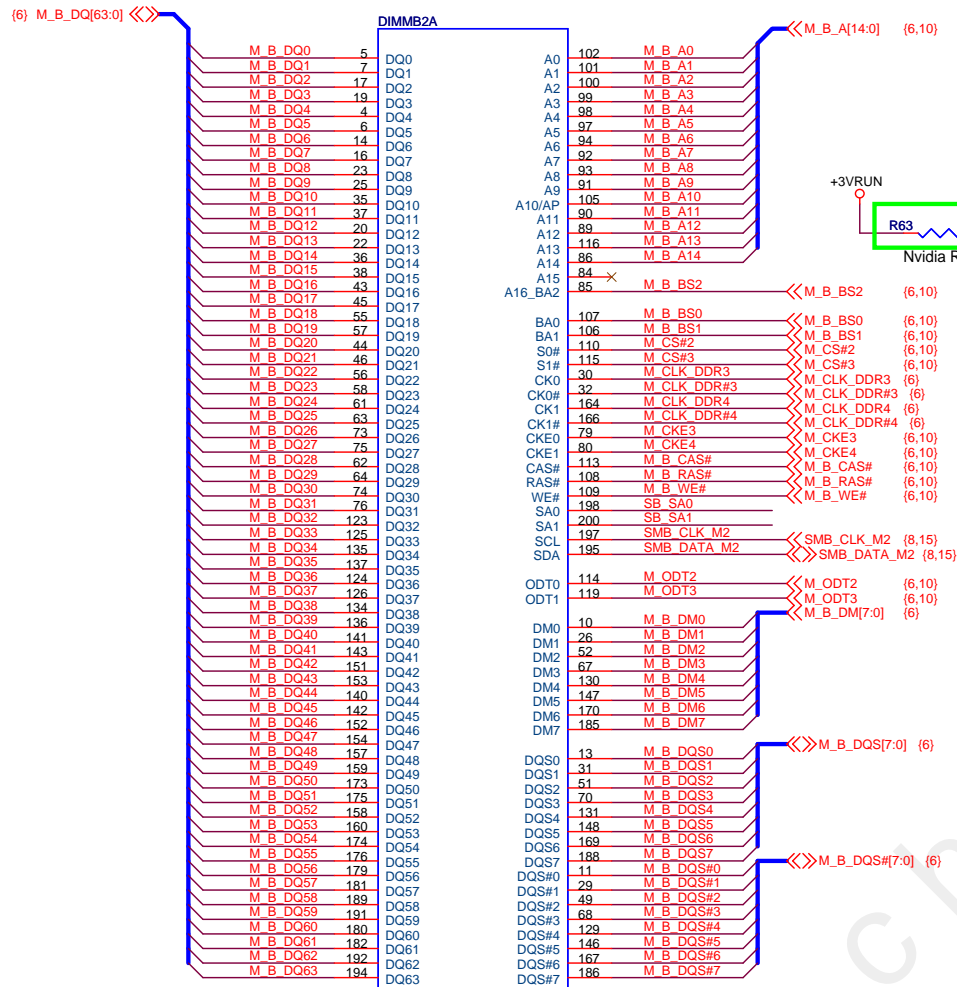 {6} M_B_DQ[63:0]
DIMMB2A
M_B_DQ0 5 DQ0
M_B_DQ1 7 DQ1
M_B_DQ2 17 DQ2
M_B_DQ3 19 DQ3
M_B_DQ4 4 DQ4
M_B_DQ5 6 DQ5
M_B_DQ6 14 DQ6
M_B_DQ7 16 DQ7
M_B_DQ8 23 DQ8
M_B_DQ9 25 DQ9
M_B_DQ10 35 DQ10
M_B_DQ11 37 DQ11
M_B_DQ12 20 DQ12
M_B_DQ13 22 DQ13
M_B_DQ14 36 DQ14
M_B_DQ15 38 DQ15
M_B_DQ16 43 DQ16
M_B_DQ17 45 DQ17
M_B_DQ18 55 DQ18
M_B_DQ19 57 DQ19
M_B_DQ20 44 DQ20
M_B_DQ21 46 DQ21
M_B_DQ22 56 DQ22
M_B_DQ23 58 DQ23
M_B_DQ24 61 DQ24
M_B_DQ25 63 DQ25
M_B_DQ26 73 DQ26
M_B_DQ27 75 DQ27
M_B_DQ28 62 DQ28
M_B_DQ29 64 DQ29
M_B_DQ30 74 DQ30
M_B_DQ31 76 DQ31
M_B_DQ32 123 DQ32
M_B_DQ33 125 DQ33
M_B_DQ34 135 DQ34
M_B_DQ35 137 DQ35
M_B_DQ36 124 DQ36
M_B_DQ37 126 DQ37
M_B_DQ38 134 DQ38
M_B_DQ39 136 DQ39
M_B_DQ40 141 DQ40
M_B_DQ41 143 DQ41
M_B_DQ42 151 DQ42
M_B_DQ43 153 DQ43
M_B_DQ44 140 DQ44
M_B_DQ45 142 DQ45
M_B_DQ46 152 DQ46
M_B_DQ47 154 DQ47
M_B_DQ48 157 DQ48
M_B_DQ49 159 DQ49
M_B_DQ50 173 DQ50
M_B_DQ51 175 DQ51
M_B_DQ52 158 DQ52
M_B_DQ53 160 DQ53
M_B_DQ54 174 DQ54
M_B_DQ55 176 DQ55
M_B_DQ56 179 DQ56
M_B_DQ57 181 DQ57
M_B_DQ58 189 DQ58
M_B_DQ59 191 DQ59
M_B_DQ60 180 DQ60
M_B_DQ61 182 DQ61
M_B_DQ62 192 DQ62
M_B_DQ63 194 DQ63
M_B_A[14:0] {6,10}
A0 102 M_B_A0
A1 101 M_B_A1
A2 100 M_B_A2
A3 99 M_B_A3
A4 98 M_B_A4
A5 97 M_B_A5
A6 94 M_B_A6
A7 92 M_B_A7
A8 93 M_B_A8
A9 91 M_B_A9
A10/AP 105 M_B_A10
A11 90 M_B_A11
A12 89 M_B_A12
A13 116 M_B_A13
A14 86 M_B_A14
A15 84
A16_BA2 85 M_B_BS2 M_B_BS2 {6,10}
BA0 107 M_B_BS0 M_B_BS0 {6,10}
BA1 106 M_B_BS1 M_B_BS1 {6,10}
S0# 110 M_CS#2 M_CS#2 {6,10}
S1# 115 M_CS#3 M_CS#3 {6,10}
CK0 30 M_CLK_DDR3 M_CLK_DDR3 {6}
CK0# 32 M_CLK_DDR#3 M_CLK_DDR#3 {6}
CK1 164 M_CLK_DDR4 M_CLK_DDR4 {6}
CK1# 166 M_CLK_DDR#4 M_CLK_DDR#4 {6}
CKE0 79 M_CKE3 M_CKE3 {6,10}
CKE1 80 M_CKE4 M_CKE4 {6,10}
CAS# 113 M_B_CAS# M_B_CAS# {6,10}
RAS# 108 M_B_RAS# M_B_RAS# {6,10}
WE# 109 M_B_WE# M_B_WE# {6,10}
SA0 198 SB_SA0
SA1 200 SB_SA1
SCL 197 SMB_CLK_M2 SMB_CLK_M2 {8,15}
SDA 195 SMB_DATA_M2 SMB_DATA_M2 {8,15}
ODT0 114 M_ODT2 M_ODT2 {6,10}
ODT1 119 M_ODT3 M_ODT3 {6,10}
M_B_DM[7:0] {6}
DM0 10 M_B_DM0
DM1 26 M_B_DM1
DM2 52 M_B_DM2
DM3 67 M_B_DM3
DM4 130 M_B_DM4
DM5 147 M_B_DM5
DM6 170 M_B_DM6
DM7 185 M_B_DM7
M_B_DQS[7:0] {6}
DQS0 13 M_B_DQS0
DQS1 31 M_B_DQS1
DQS2 51 M_B_DQS2
DQS3 70 M_B_DQS3
DQS4 131 M_B_DQS4
DQS5 148 M_B_DQS5
DQS6 169 M_B_DQS6
DQS7 188 M_B_DQS7
M_B_DQS#[7:0] {6}
DQS#0 11 M_B_DQS#0
DQS#1 29 M_B_DQS#1
DQS#2 49 M_B_DQS#2
DQS#3 68 M_B_DQS#3
DQS#4 129 M_B_DQS#4
DQS#5 146 M_B_DQS#5
DQS#6 167 M_B_DQS#6
DQS#7 186 M_B_DQS#7
+3VRUN
R63
Nvidia R